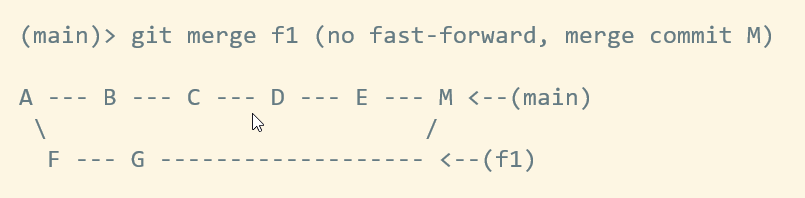 (main)> git merge f1 (no fast-forward, merge commit M)
A --- B --- C --- D --- E --- M <--(main)
 \                            /
  F --- G ------------------- <--(f1)